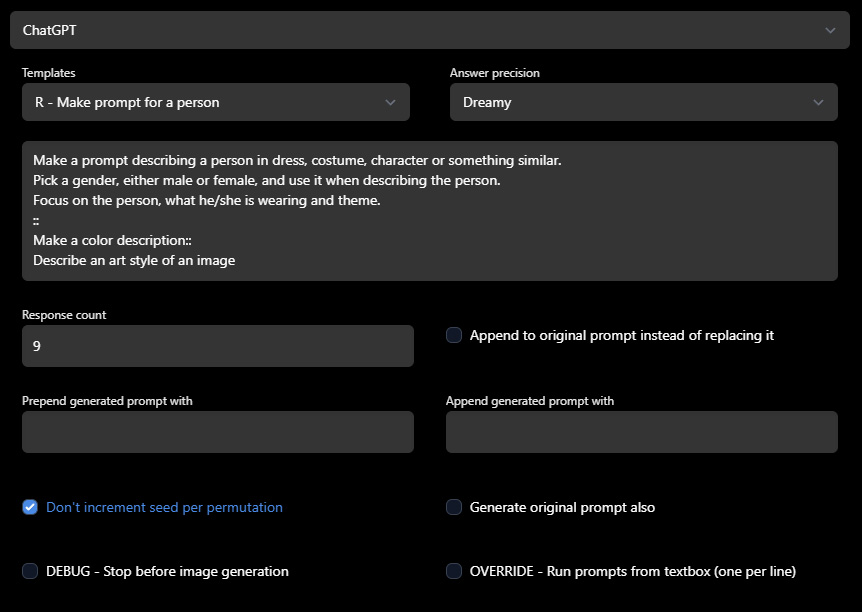 ChatGPT
Templates
Answer precision
R - Make prompt for a person
Dreamy
Make a prompt describing a person in dress, costume, character or something similar.
Pick a gender, either male or female, and use it when describing the person.
Focus on the person, what he/she is wearing and theme.
::
Make a color description::
Describe an art style of an image
Response count
9
Append to original prompt instead of replacing it
Prepend generated prompt with
Append generated prompt with
Don't increment seed per permutation
Generate original prompt also
DEBUG - Stop before image generation
OVERRIDE - Run prompts from textbox (one per line)